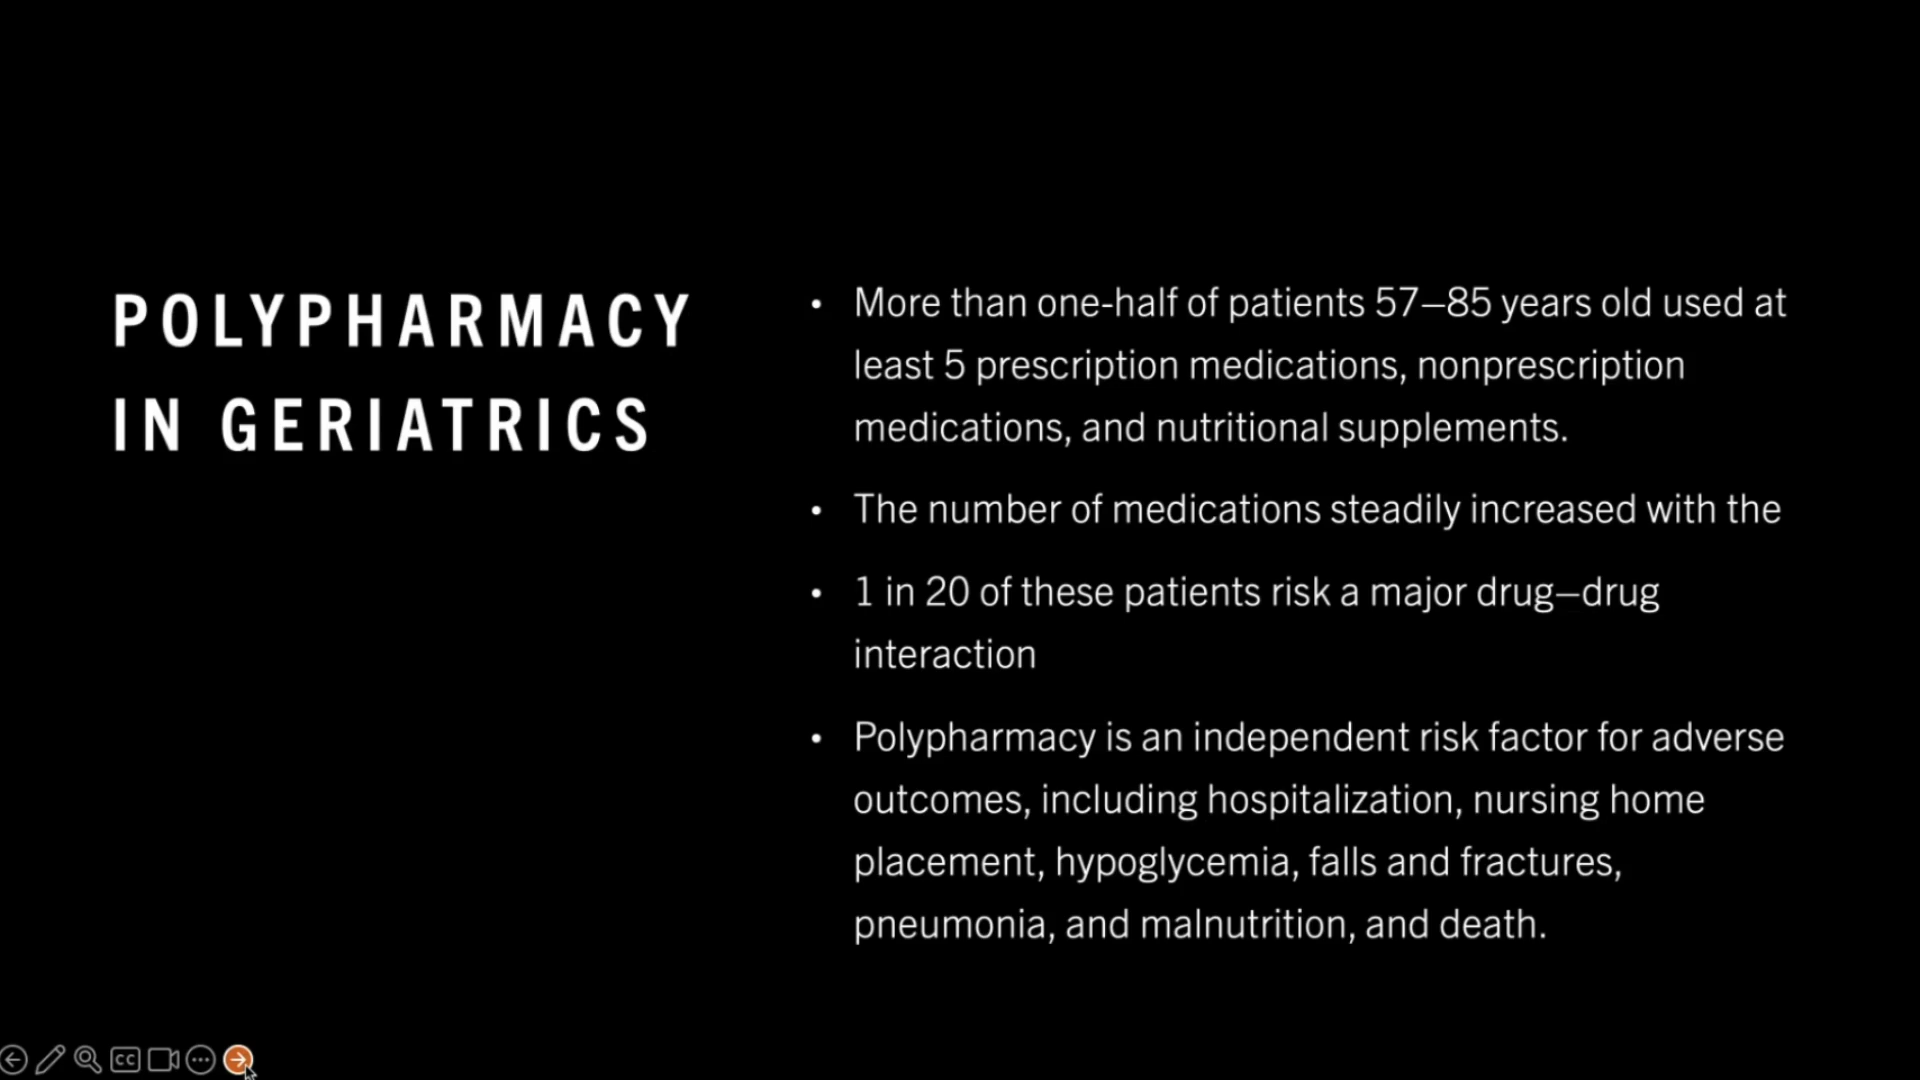 POLYPHARMACY
IN GERIATRICS
• More than one-half of patients 57–85 years old used at
least 5 prescription medications, nonprescription
medications, and nutritional supplements.
• The number of medications steadily increased with the
• 1 in 20 of these patients risk a major drug–drug
interaction
• Polypharmacy is an independent risk factor for adverse
outcomes, including hospitalization, nursing home
placement, hypoglycemia, falls and fractures,
pneumonia, and malnutrition, and death.
CC